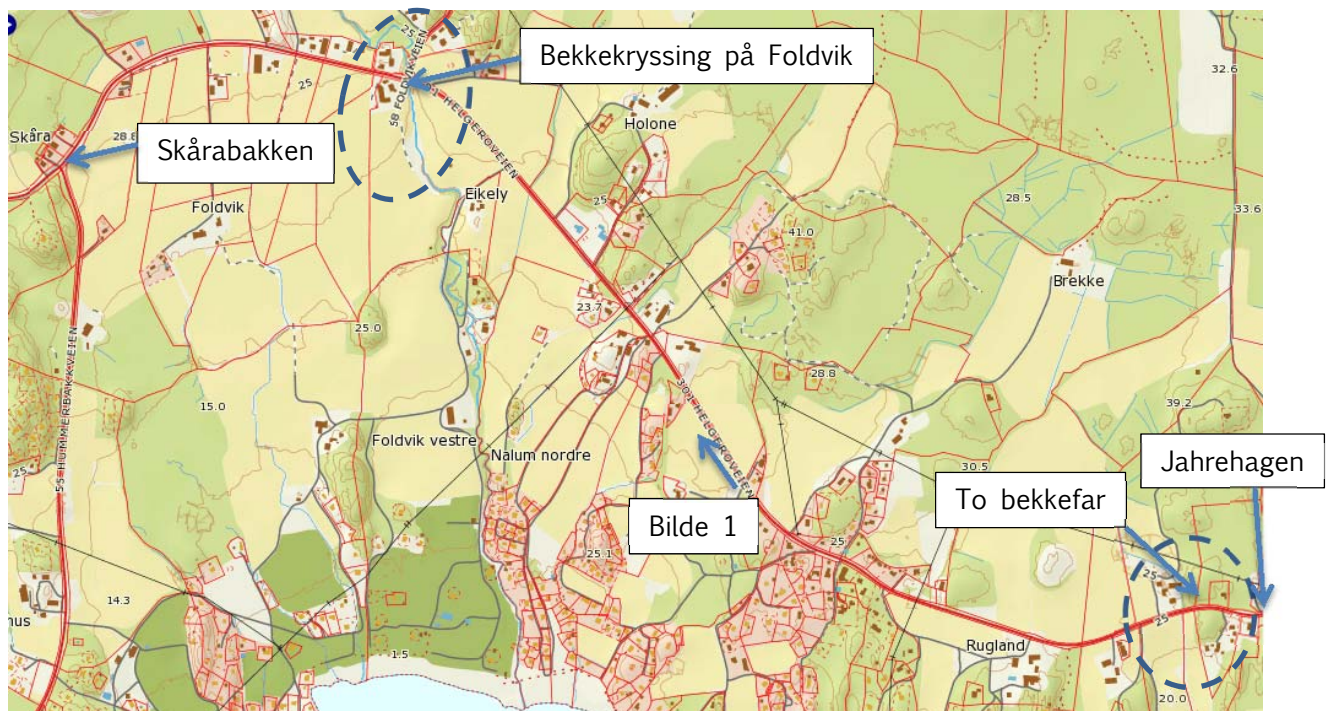 25
32.6
Bekkekryssing på Foldvik
58 FOLDVIKVEIEN
25
HELGEROVEIEN
Holone
Skåra
28.8
Skårabakken
Eikely
25
28.5
33.6
Foldvik
41.0
Brekke
23.7
25.0
55 HUMMERBAKKVEIEN
28.8
301 HELGEROVEIEN
39.2
15.0
Foldvik vestre
Nalum nordre
Jahrehagen
30.5
25
To bekkefar
Bilde 1
25.1
25
25
14.3
25
Rugland
1.5
20.0